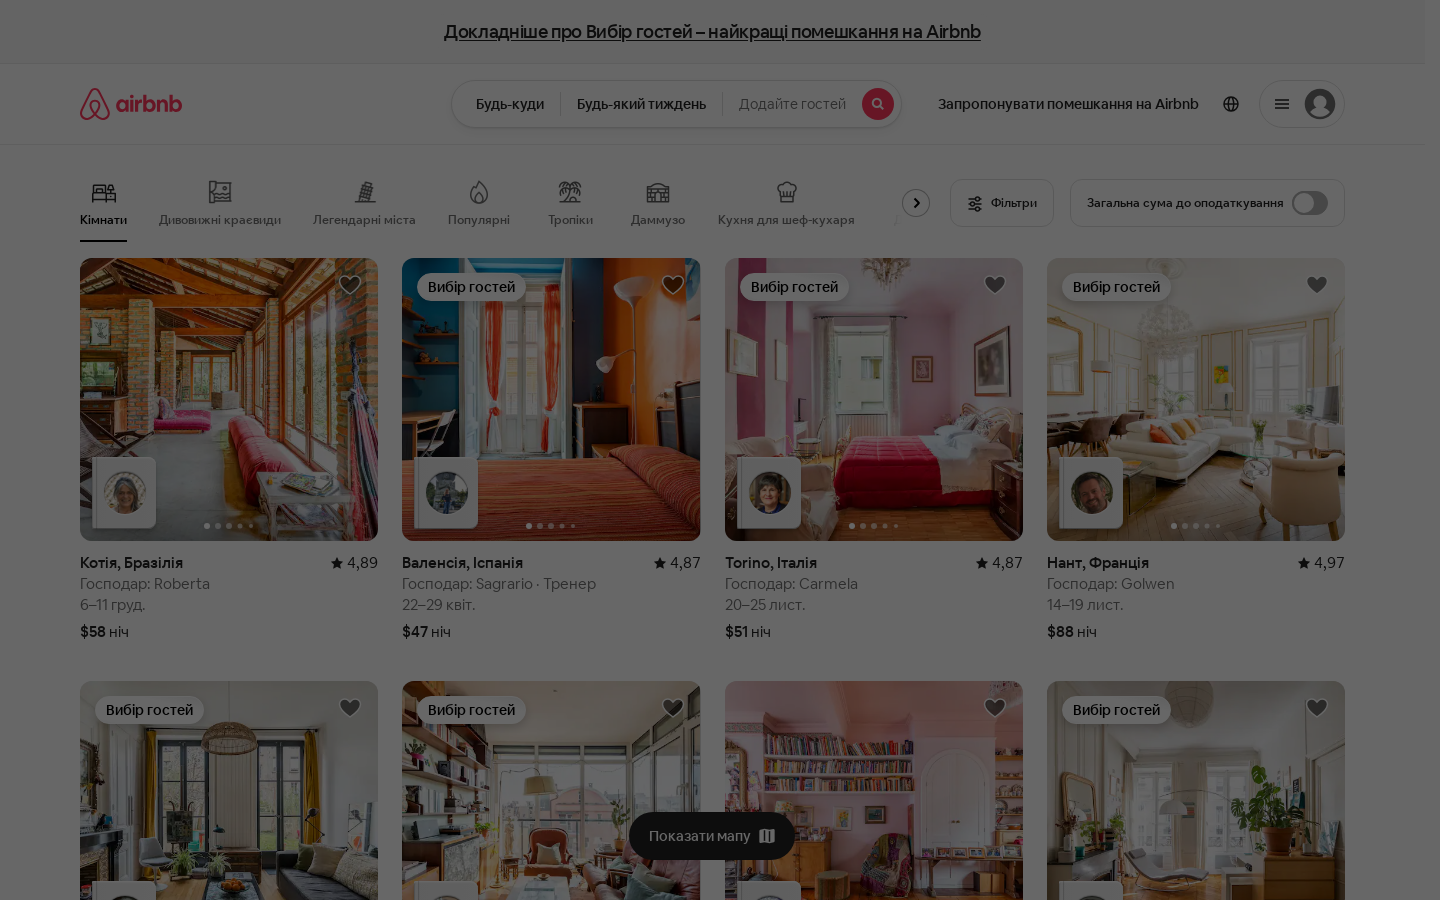 Докладніше про Вибір гостей – найкращі помешкання на Airbnb
airbnb
Будь-куди
Будь-який тиждень
Додайте гостей
Запропонувати помешкання на Airbnb
Кімнати
Дивовижні краєвиди
Легендарні міста
Популярні
Тропіки
Даммузо
Кухня для шеф-кухаря
Фільтри
Загальна сума до оподаткування
Вибір гостей
Вибір гостей
Вибір гостей
Котія, Бразілія
4,89
Господар: Roberta
6–11 груд.
$58 ніч
Валенсія, Іспанія
4,87
Господар: Sagrario · Тренер
22–29 квіт.
$47 ніч
Torino, Італія
4,87
Господар: Carmela
20–25 лист.
$51 ніч
Нант, Франція
4,97
Господар: Golwen
14–19 лист.
$88 ніч
Вибір гостей
Вибір гостей
Вибір гостей
Показати мапу